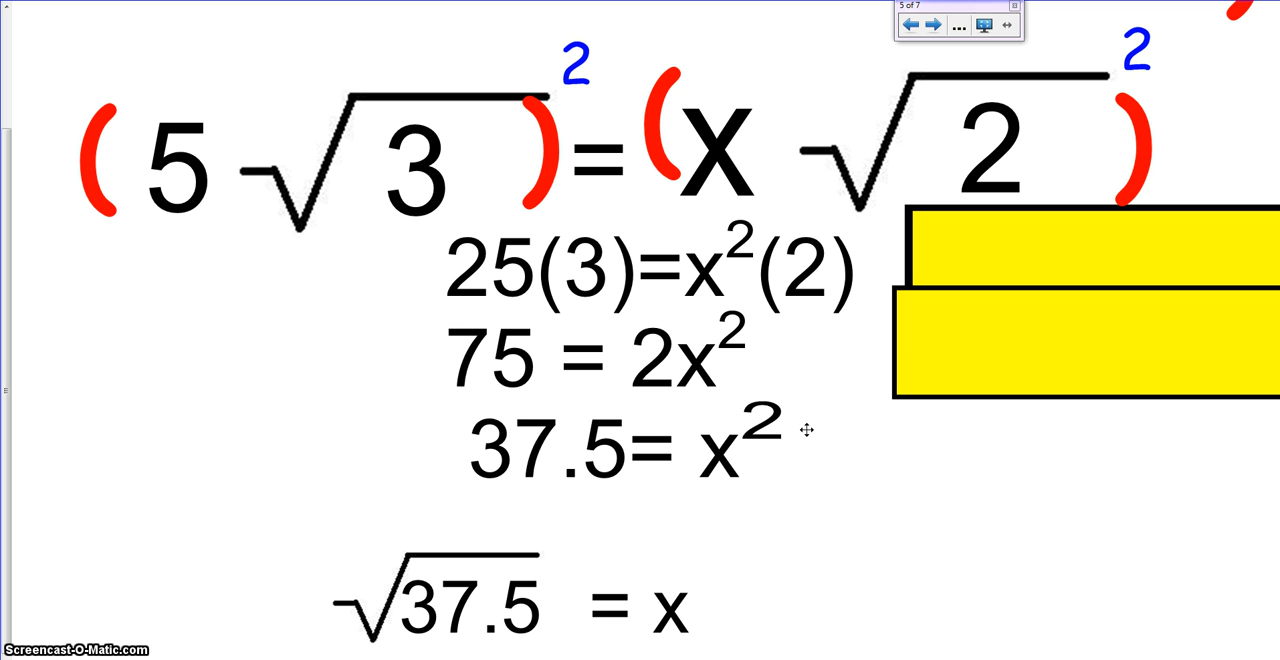 5 of 7
...
(5√3)² = (x√2)²
25(3)=x²(2)
75 = 2x²
37.5= x²
√37.5 = x
Screencast-O-Matic.com